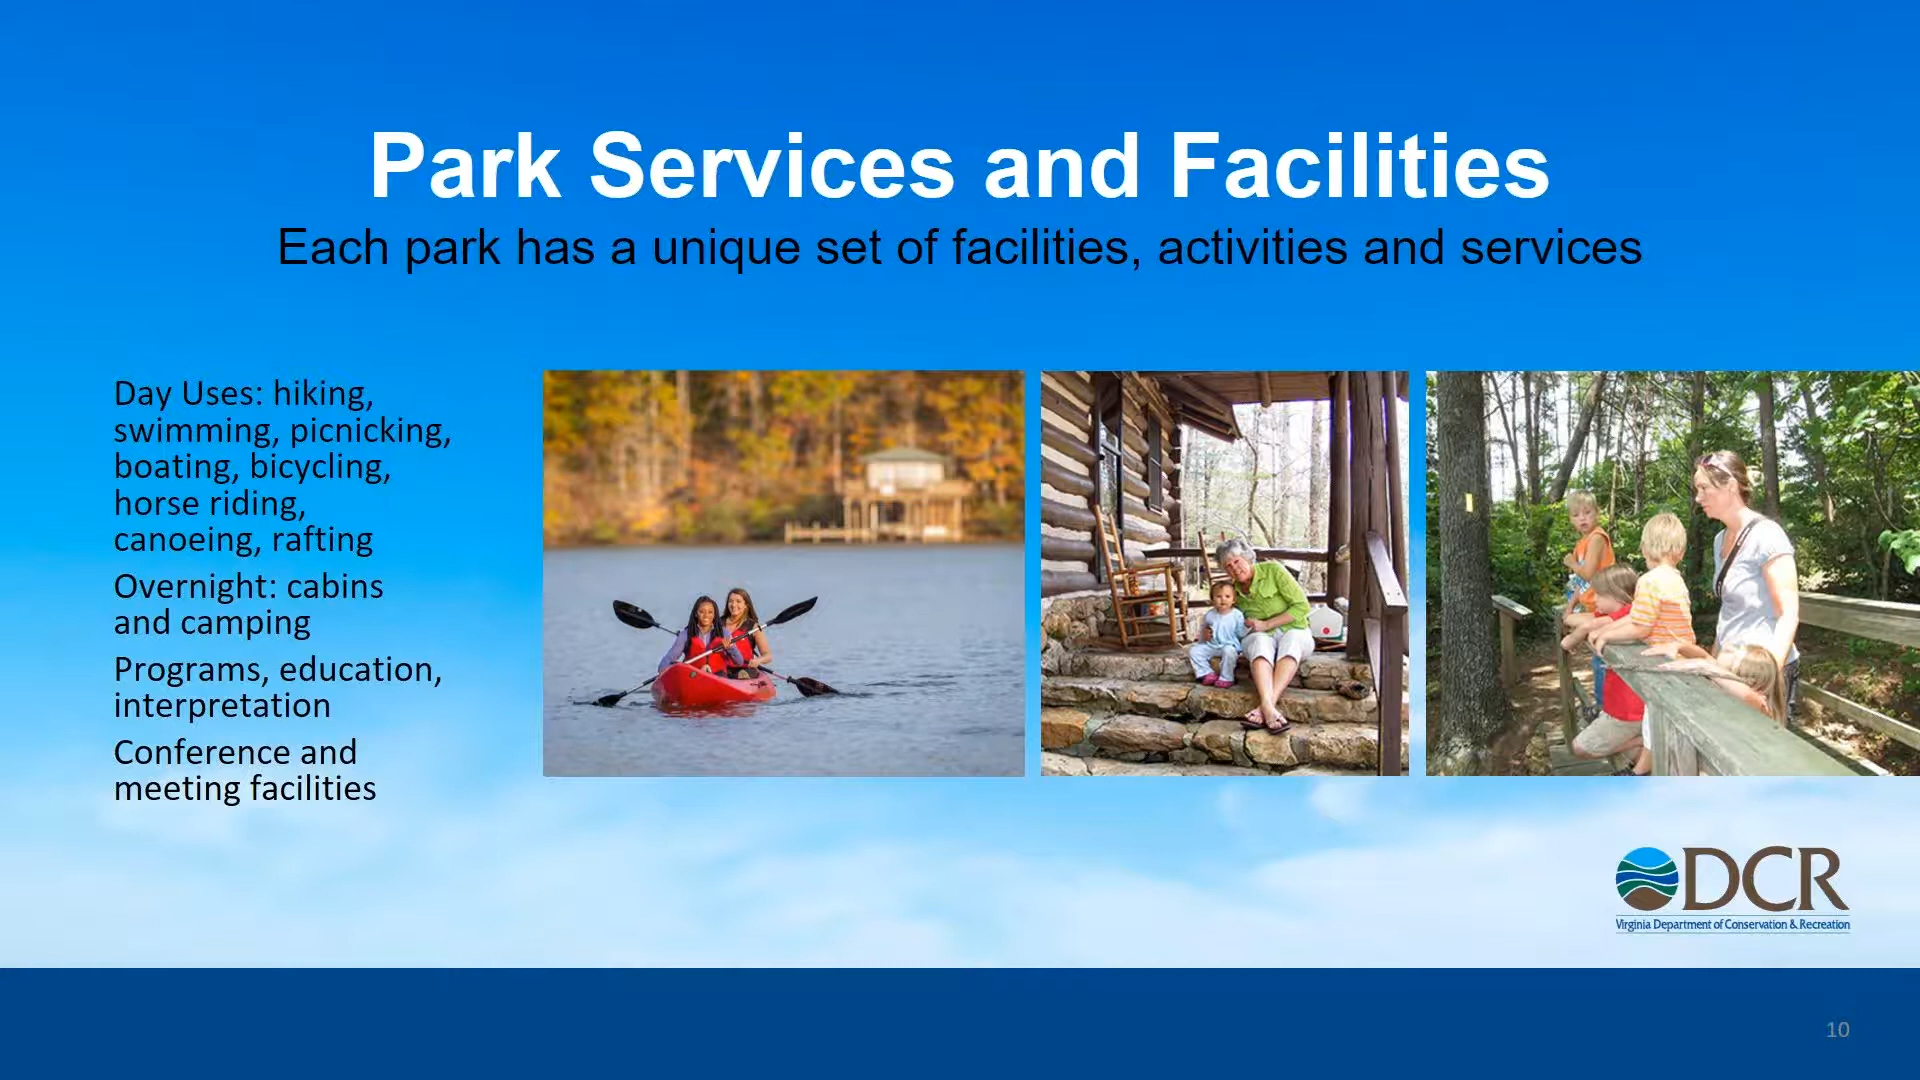 Park Services and Facilities
Each park has a unique set of facilities, activities and services
Day Uses: hiking,
swimming, picnicking,
boating, bicycling,
horse riding,
canoeing, rafting
Overnight: cabins
and camping
Programs, education,
interpretation
Conference and
meeting facilities
DCR
Virginia Department of Conservation & Recreation
10